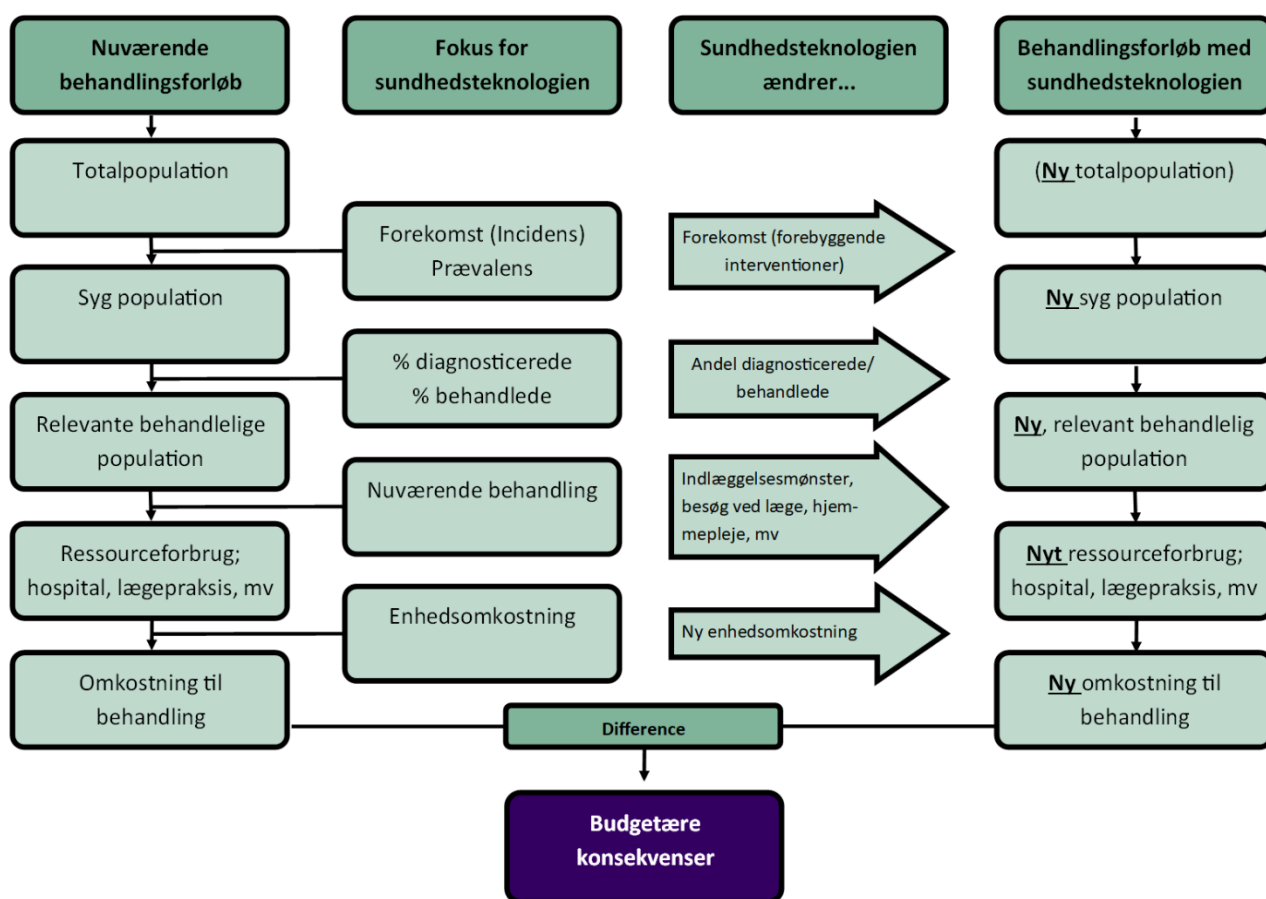 Nuværende
behandlingsforløb
Fokus for
sundhedsteknologien
Sundhedsteknologien
ændrer...
Behandlingsforløb med
sundhedsteknologien
Totalpopulation
(Ny totalpopulation)
Forekomst (Incidens)
Prævalens
Forekomst (forebyggende
interventioner)
Syg population
Ny syg population
% diagnosticerede
% behandlede
Andel diagnosticerede/
behandlede
Relevante behandlelige
population
Ny, relevant behandlelig
population
Nuværende behandling
Indlæggelsesmønster,
besøg ved læge, hjem-
mepleje, mv
Ressourceforbrug;
hospital, lægepraksis, mv
Nyt ressourceforbrug;
hospital, lægepraksis, mv
Enhedsomkostning
Ny enhedsomkostning
Omkostning til
behandling
Ny omkostning til
behandling
Difference
Budgetære
konsekvenser